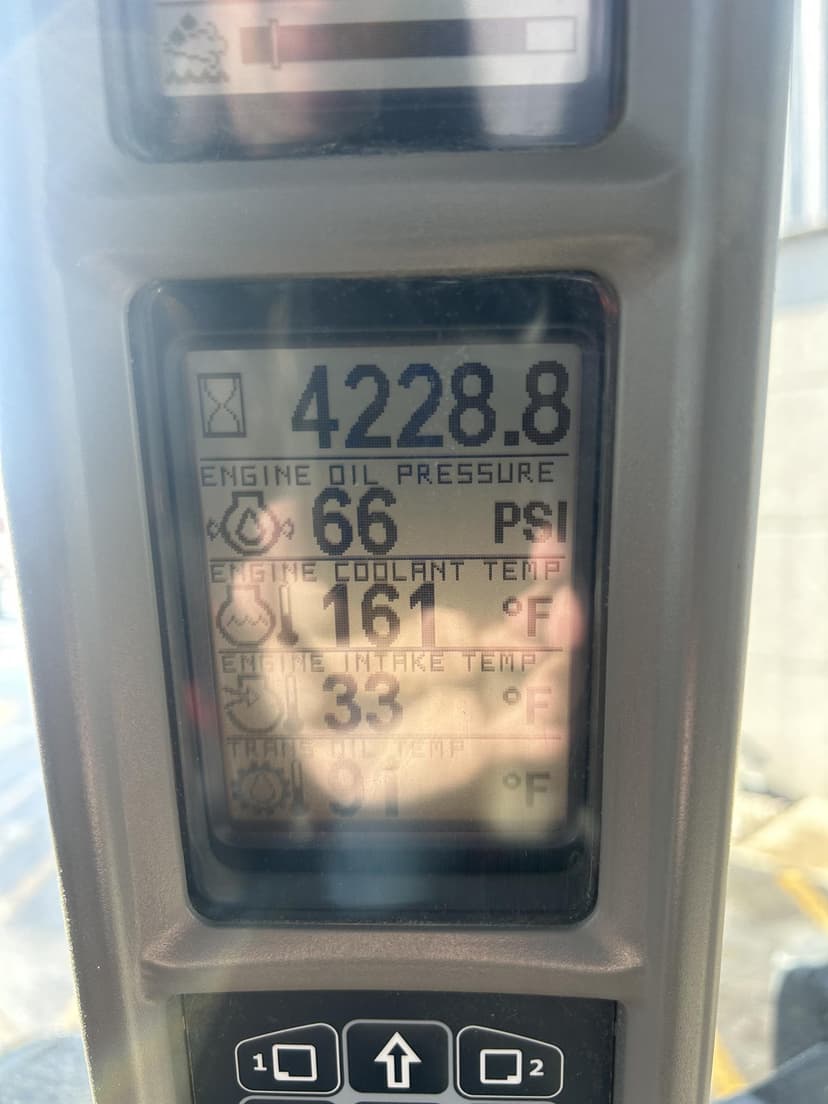 4228.8
ENGINE OIL PRESSURE
66 PSI
ENGINE COOLANT TEMP
161 °F
ENGINE INTAKE TEMP
33 °F
TRANS OIL TEMP
91 °F
1 2